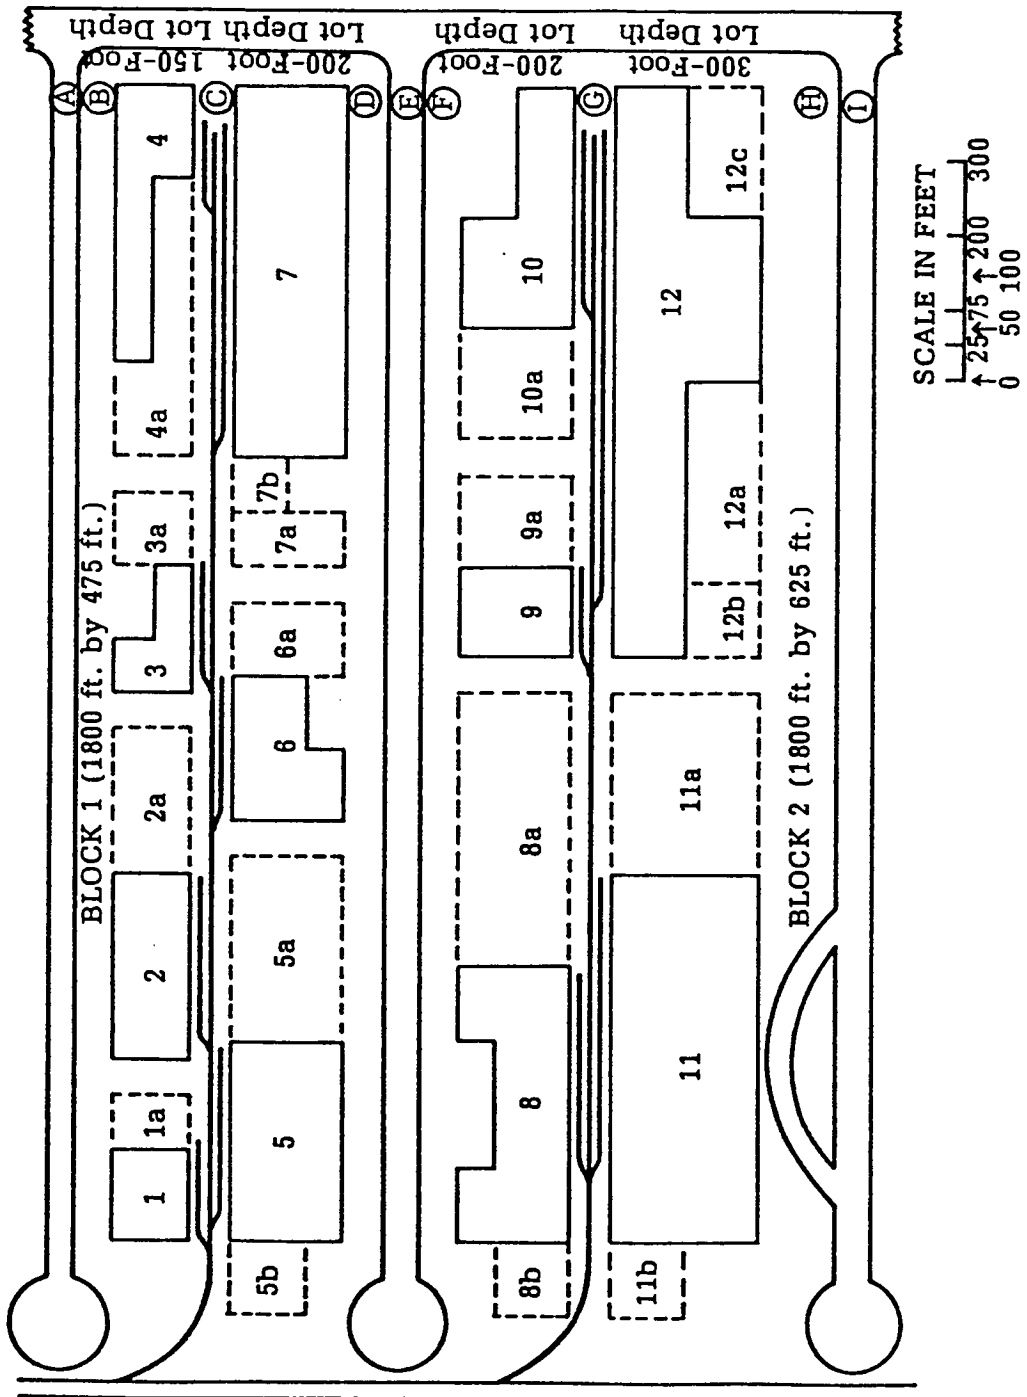 150-Foot
Lot Depth
200-Foot
Lot Depth
200-Foot
Lot Depth
300-Foot
Lot Depth
A
B
C
D
E
F
G
H
I
BLOCK 1 (1800 ft. by 475 ft.)
1
1a
2
2a
3
3a
4a
4
5b
5
5a
6
6a
7a
7b
7
8b
8
8a
9
9a
10a
10
11b
11
11a
12b
12a
12
12c
BLOCK 2 (1800 ft. by 625 ft.)
SCALE IN FEET
↑ 25 ↑ 75 ↑ 200 300
0 50 100